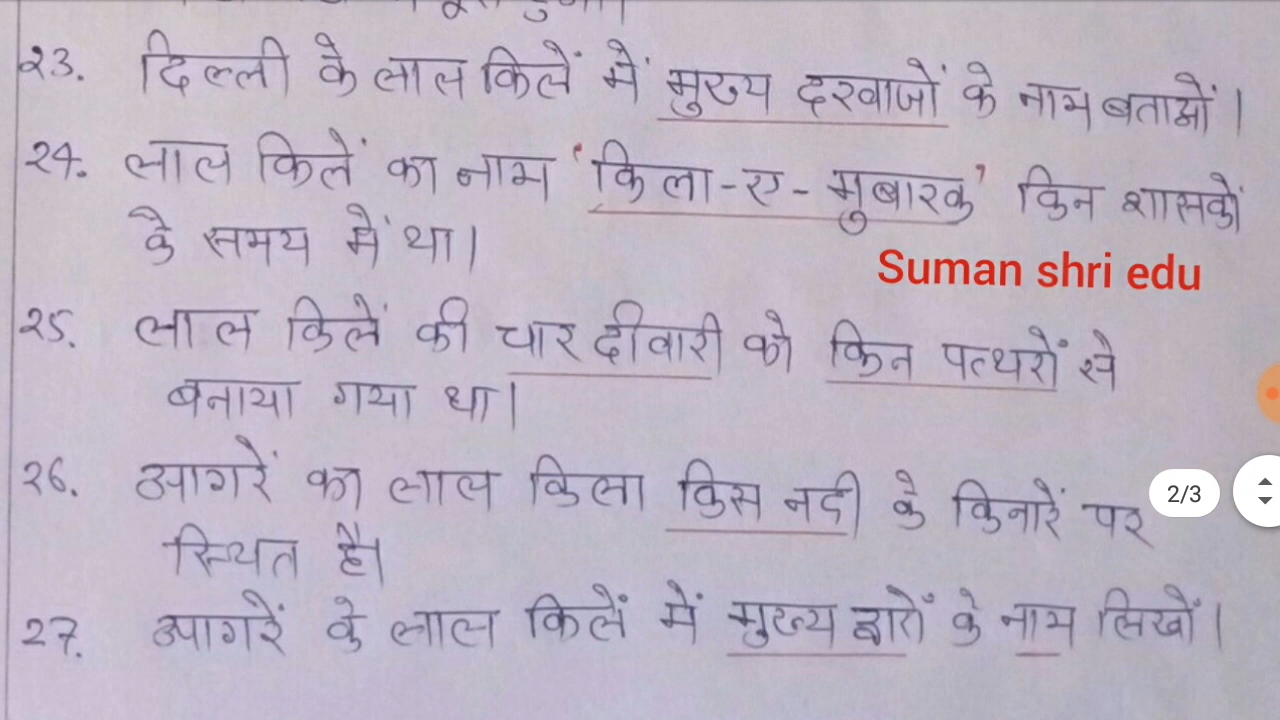 23. दिल्ली के लाल किलें में मुख्य दरवाजों के नाम बताओं।
24. लाल किलें का नाम 'किला-ए-मुबारक' किन शासकों
के समय में था।
Suman shri edu
25. लाल किलें की चार दीवारी को किन पत्थरों से
बनाया गया था।
26. आगरें का लाल किला किस नदी के किनारें पर
स्थित है।
2/3
27. आगरें के लाल किलें में मुख्य द्वारों के नाम लिखों।